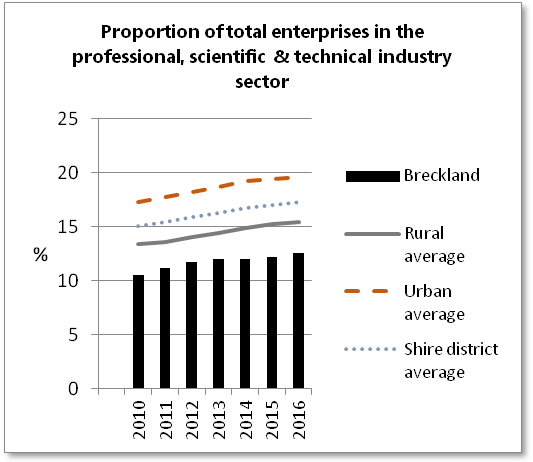 Proportion of total enterprises in the
professional, scientific & technical industry
sector
25
20
15
10
5
0
%
2010
2011
2012
2013
2014
2015
2016
Breckland
Rural
average
Urban
average
Shire district
average